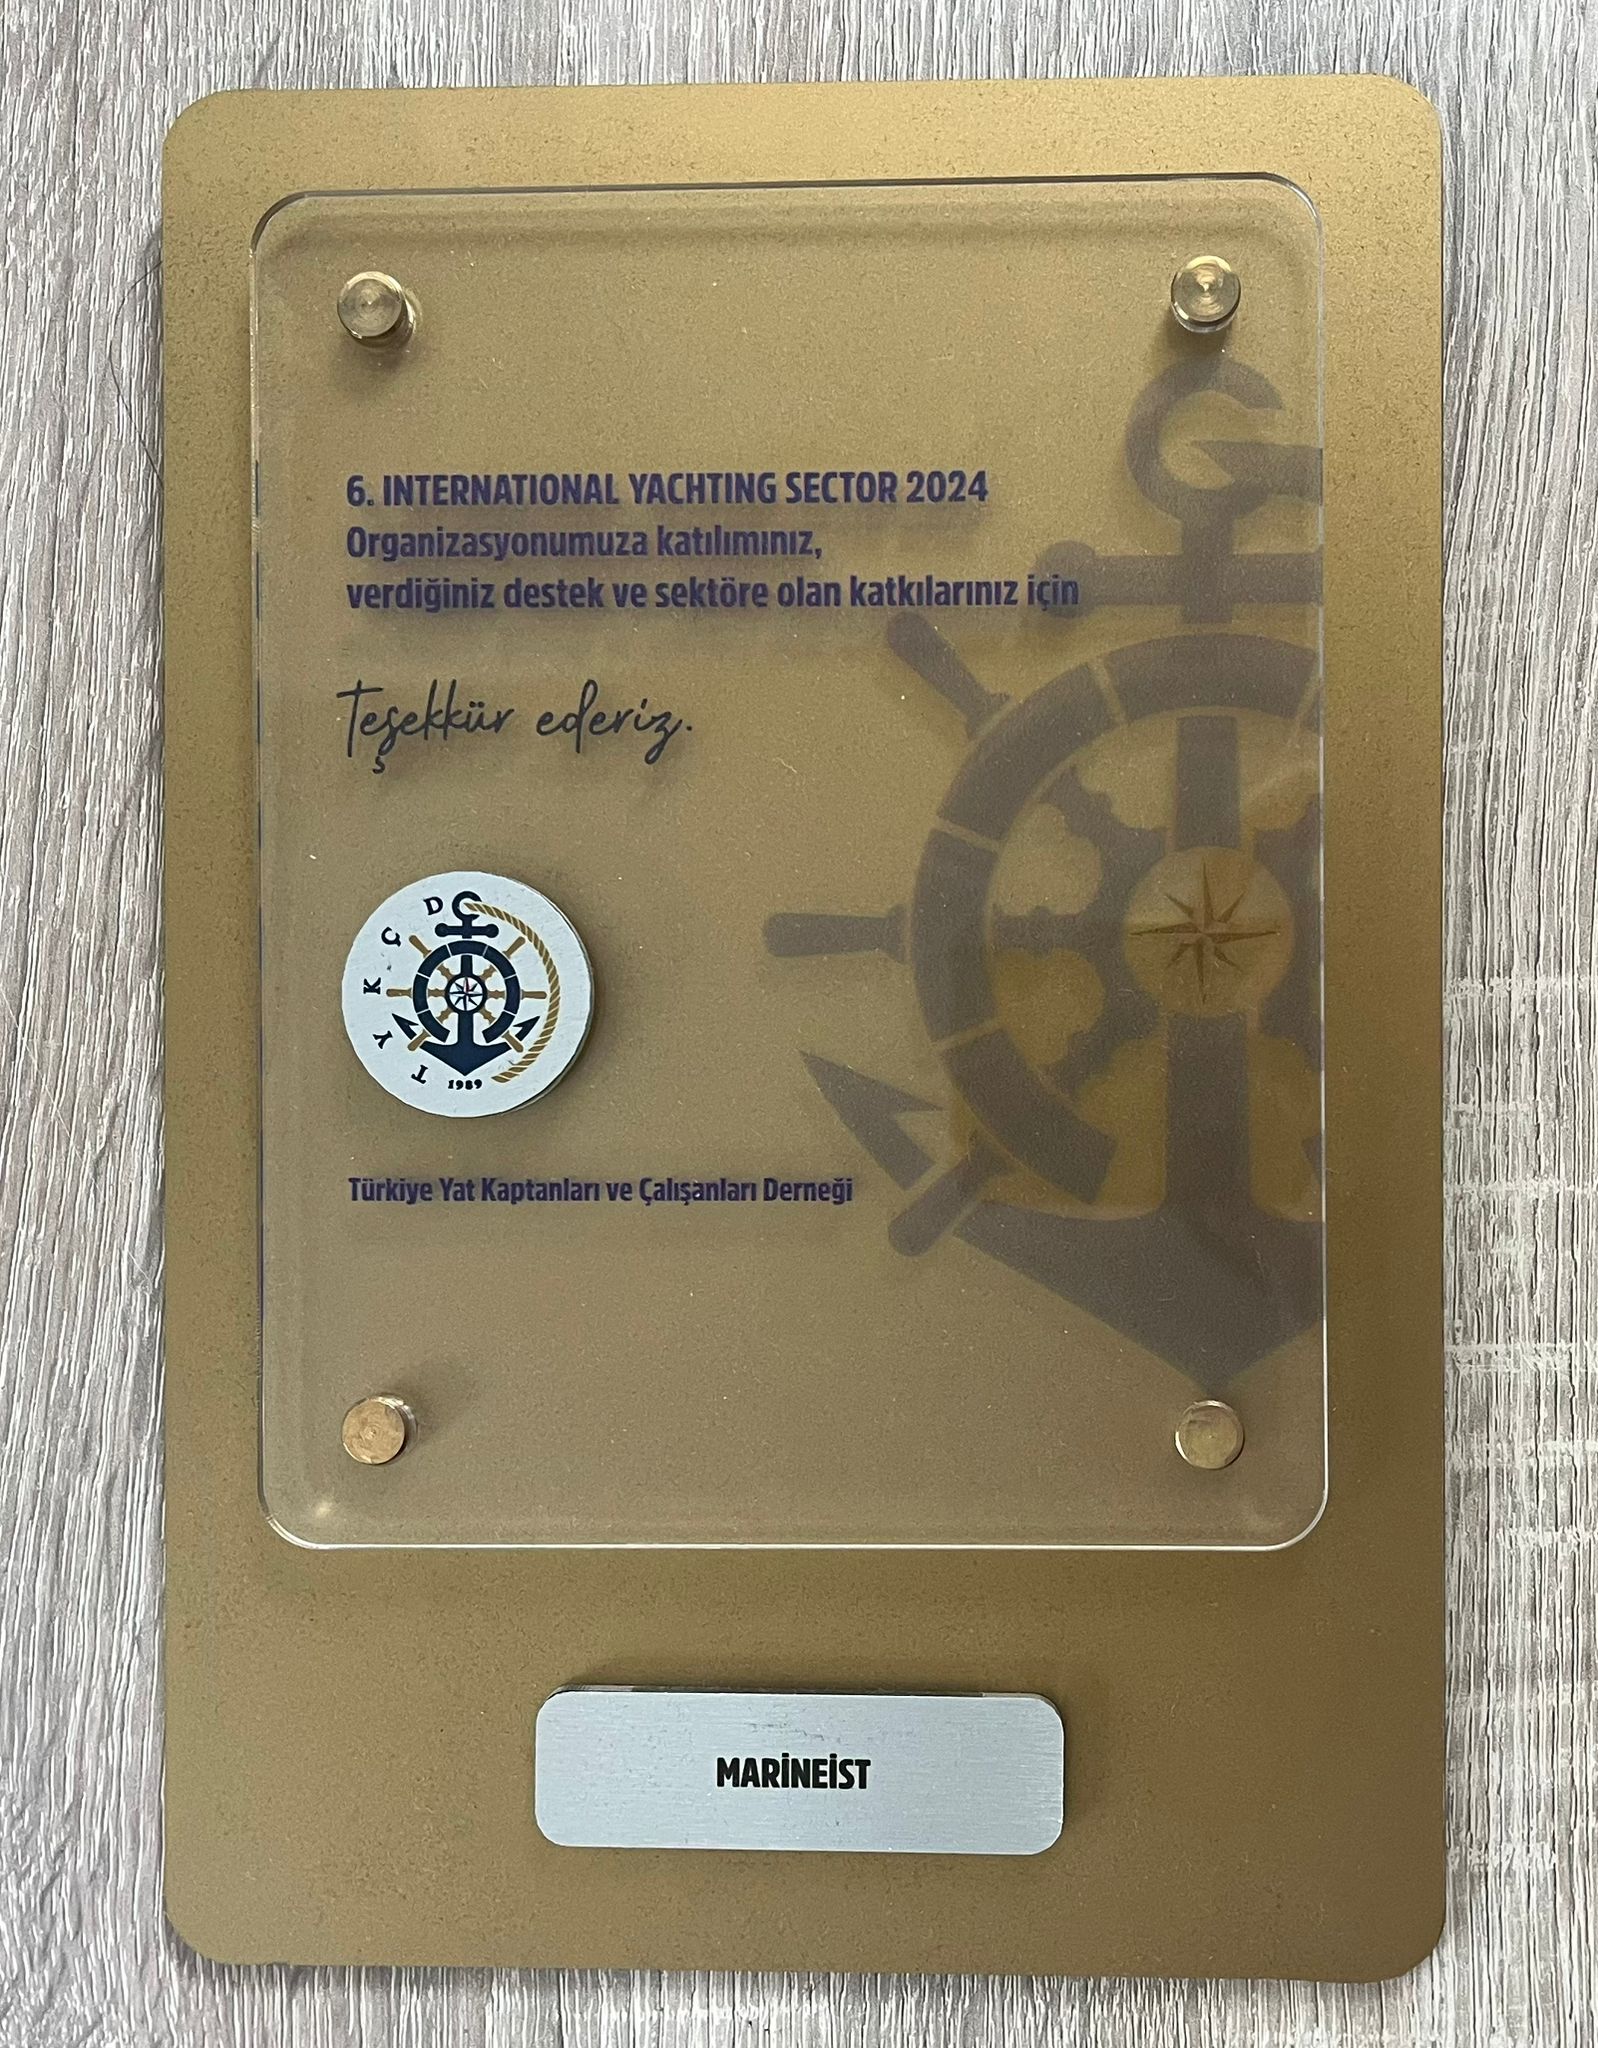 6. INTERNATIONAL YACHTING SECTOR 2024
Organizasyonumuza katılımınız,
verdiğiniz destek ve sektöre olan katkılarınız için
Teşekkür ederiz.
TYKÇD
1989
Türkiye Yat Kaptanları ve Çalışanları Derneği
MARİNEİST